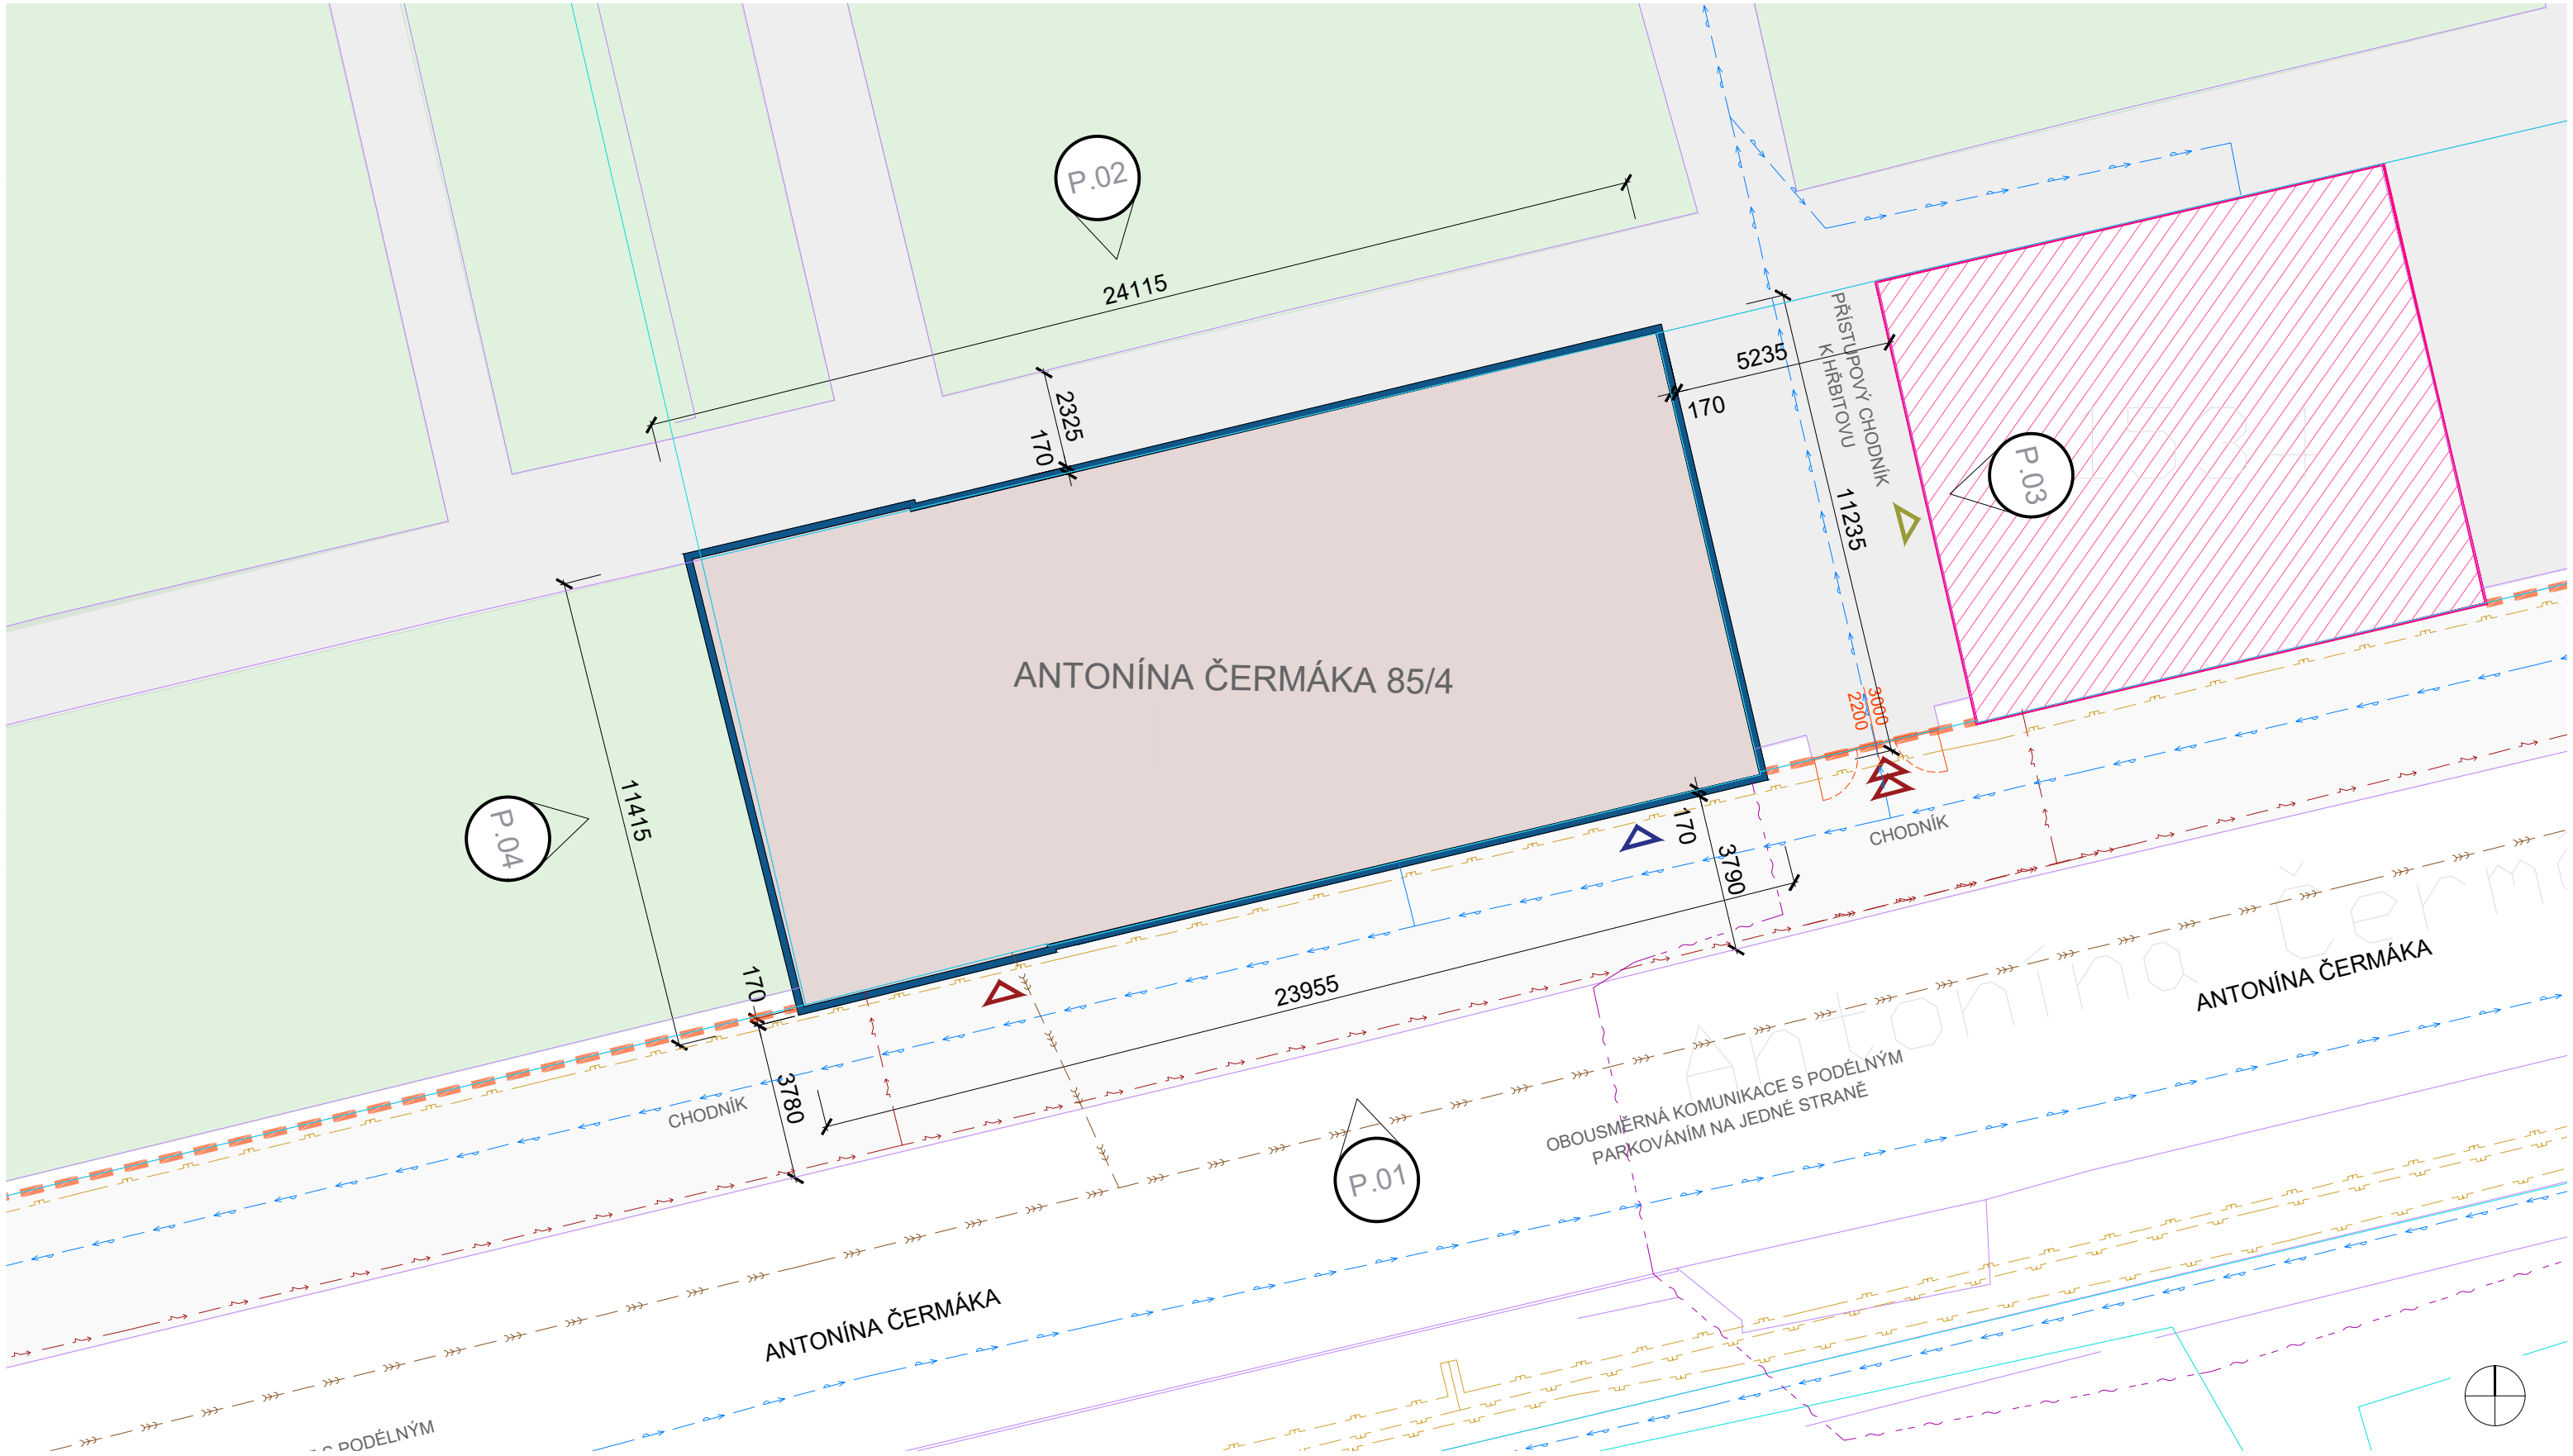 P.02
24115
2325
170
5235
170
PŘÍSTUPOVÝ CHODNÍK
K HŘBITOVU
P.03
11235
ANTONÍNA ČERMÁKA 85/4
3000
2200
P.04
11415
170
3790
CHODNÍK
170
3780
CHODNÍK
23955
ANTONÍNA ČERMÁKA
OBOUSMĚRNÁ KOMUNIKACE S PODÉLNÝM
PARKOVÁNÍM NA JEDNÉ STRANĚ
P.01
ANTONÍNA ČERMÁKA
S PODÉLNÝM